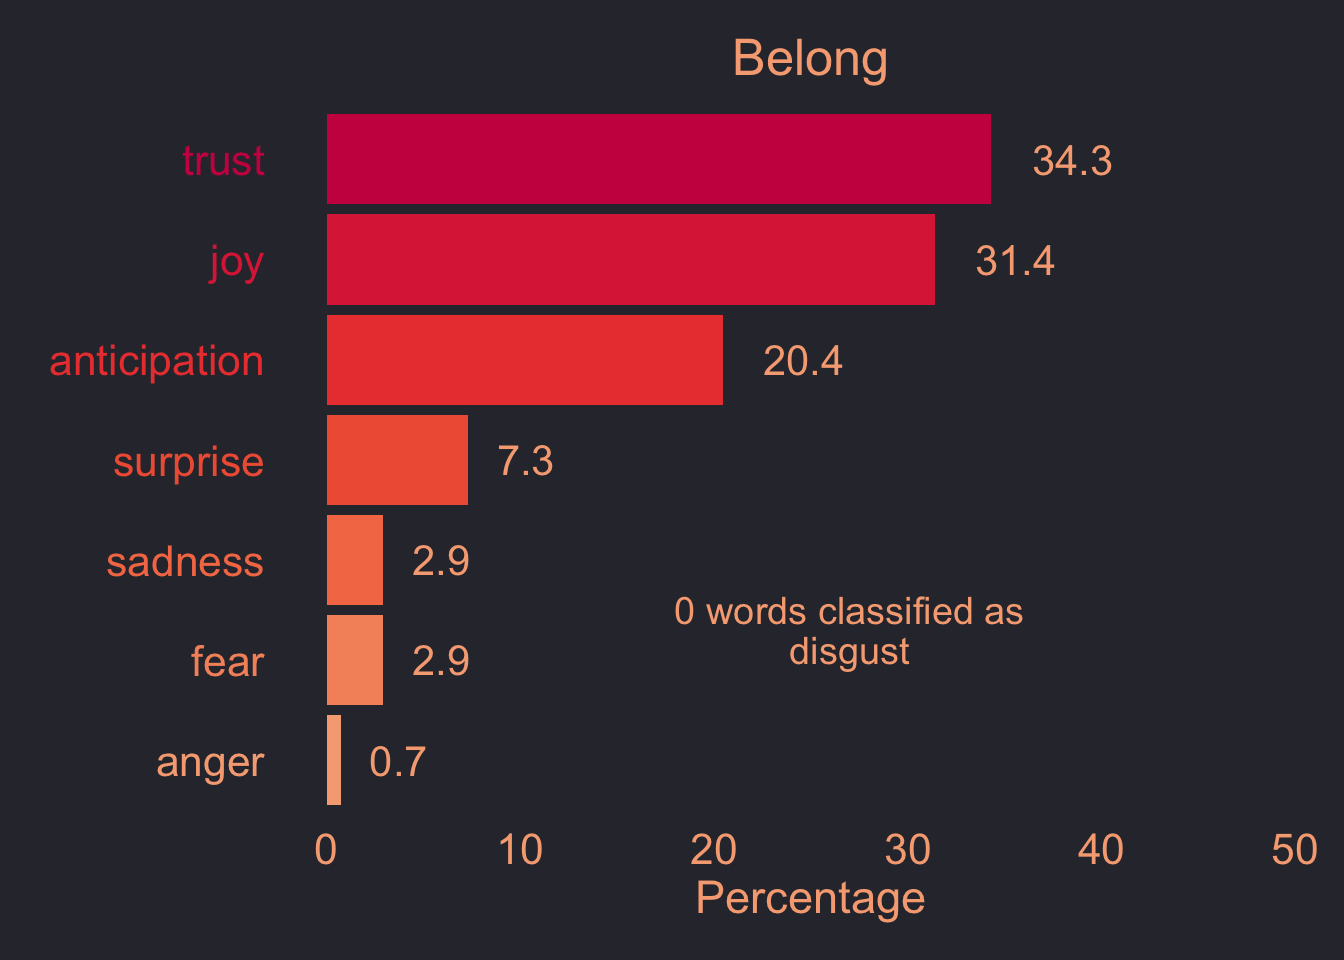 Belong
trust 34.3
joy 31.4
anticipation 20.4
surprise 7.3
sadness 2.9
0 words classified as
disgust
fear 2.9
anger 0.7
0 10 20 30 40 50
Percentage